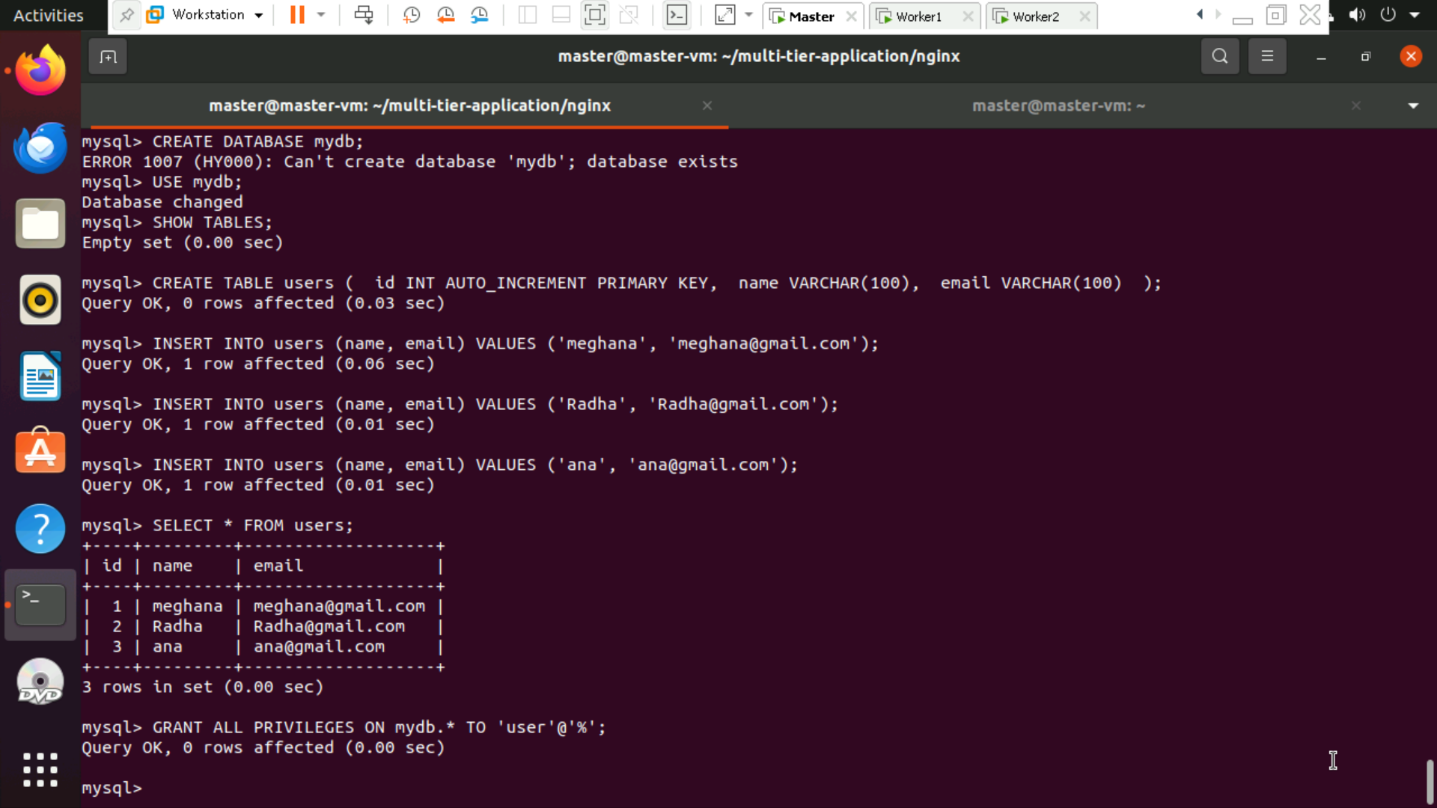 Activities
Workstation
Master
Worker1
Worker2
master@master-vm: ~/multi-tier-application/nginx
master@master-vm: ~/multi-tier-application/nginx
master@master-vm: ~
mysql> CREATE DATABASE mydb;
ERROR 1007 (HY000): Can't create database 'mydb'; database exists
mysql> USE mydb;
Database changed
mysql> SHOW TABLES;
Empty set (0.00 sec)
mysql> CREATE TABLE users (  id INT AUTO_INCREMENT PRIMARY KEY,  name VARCHAR(100),  email VARCHAR(100)  );
Query OK, 0 rows affected (0.03 sec)
mysql> INSERT INTO users (name, email) VALUES ('meghana', 'meghana@gmail.com');
Query OK, 1 row affected (0.06 sec)
mysql> INSERT INTO users (name, email) VALUES ('Radha', 'Radha@gmail.com');
Query OK, 1 row affected (0.01 sec)
mysql> INSERT INTO users (name, email) VALUES ('ana', 'ana@gmail.com');
Query OK, 1 row affected (0.01 sec)
mysql> SELECT * FROM users;
+----+---------+-------------------+
| id | name    | email             |
+----+---------+-------------------+
|  1 | meghana | meghana@gmail.com |
|  2 | Radha   | Radha@gmail.com   |
|  3 | ana     | ana@gmail.com     |
+----+---------+-------------------+
3 rows in set (0.00 sec)
mysql> GRANT ALL PRIVILEGES ON mydb.* TO 'user'@'%';
Query OK, 0 rows affected (0.00 sec)
mysql>
DVD